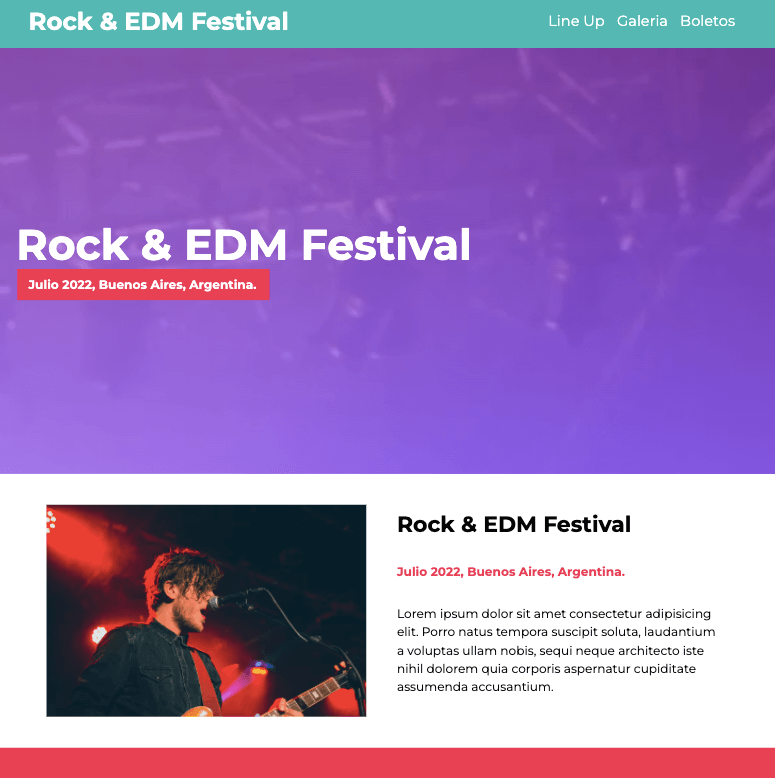 Rock & EDM Festival
Line Up Galeria Boletos
Rock & EDM Festival
Julio 2022, Buenos Aires, Argentina.
Rock & EDM Festival
Julio 2022, Buenos Aires, Argentina.
Lorem ipsum dolor sit amet consectetur adipisicing
elit. Porro natus tempora suscipit soluta, laudantium
a voluptas ullam nobis, sequi neque architecto iste
nihil dolorem quia corporis aspernatur cupiditate
assumenda accusantium.